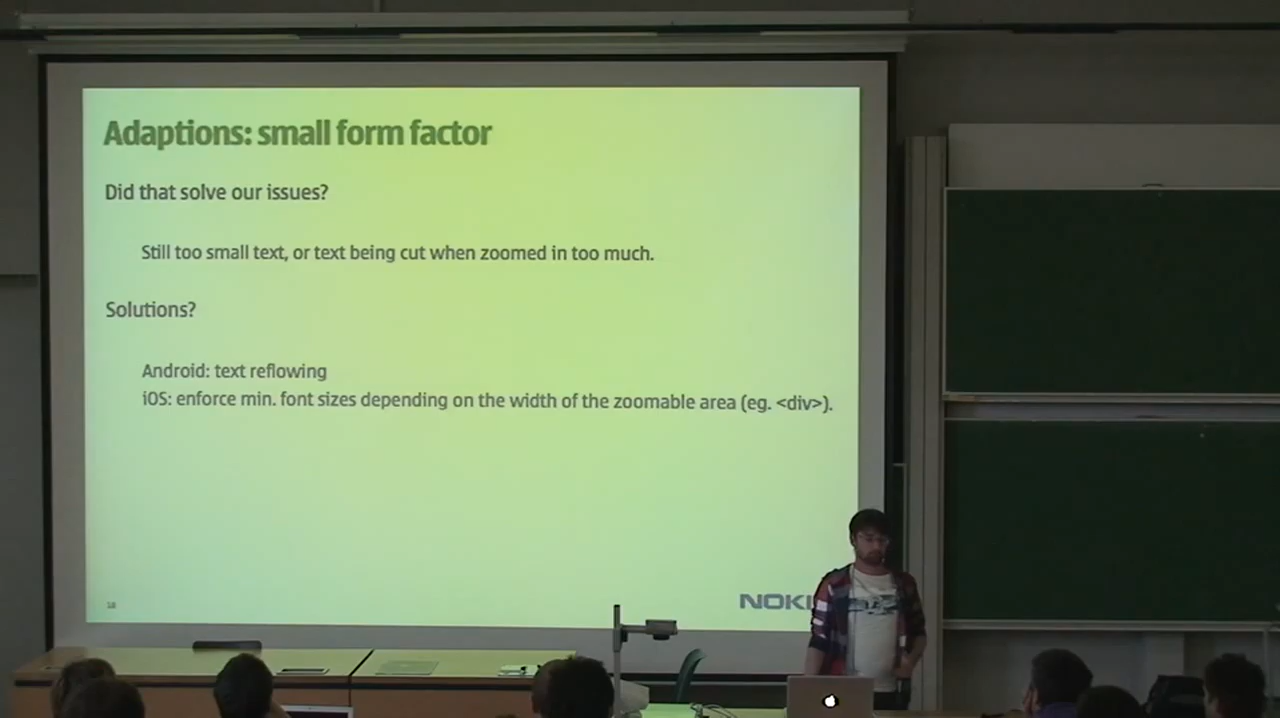 Adaptions: small form factor
Did that solve our issues?
Still too small text, or text being cut when zoomed in too much.
Solutions?
Android: text reflowing
iOS: enforce min. font sizes depending on the width of the zoomable area (eg. <div>).
18
NOKI